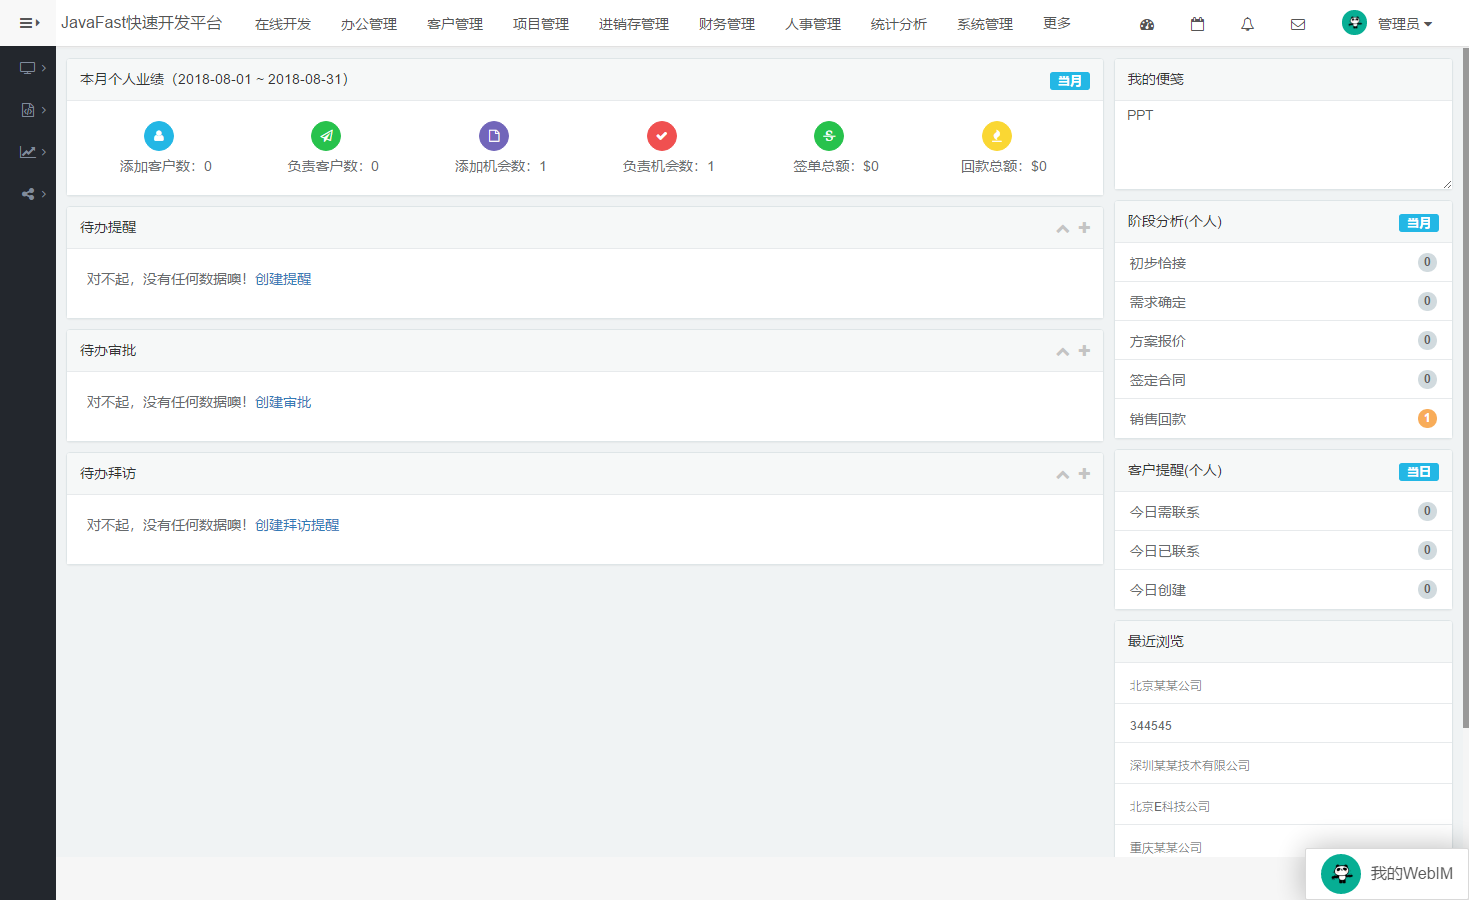 JavaFast快速开发平台 在线开发 办公管理 客户管理 项目管理 进销存管理 财务管理 人事管理 统计分析 系统管理 更多 管理员
本月个人业绩（2018-08-01 ~ 2018-08-31） 当月
添加客户数：0 负责客户数：0 添加机会数：1 负责机会数：1 签单总额：$0 回款总额：$0
待办提醒
对不起，没有任何数据噢！创建提醒
待办审批
对不起，没有任何数据噢！创建审批
待办拜访
对不起，没有任何数据噢！创建拜访提醒
我的便笺
PPT
阶段分析(个人) 当月
初步恰接 0
需求确定 0
方案报价 0
签定合同 0
销售回款 1
客户提醒(个人) 当日
今日需联系 0
今日已联系 0
今日创建 0
最近浏览
北京某某公司
344545
深圳某某技术有限公司
北京E科技公司
重庆某某公司
我的WebIM